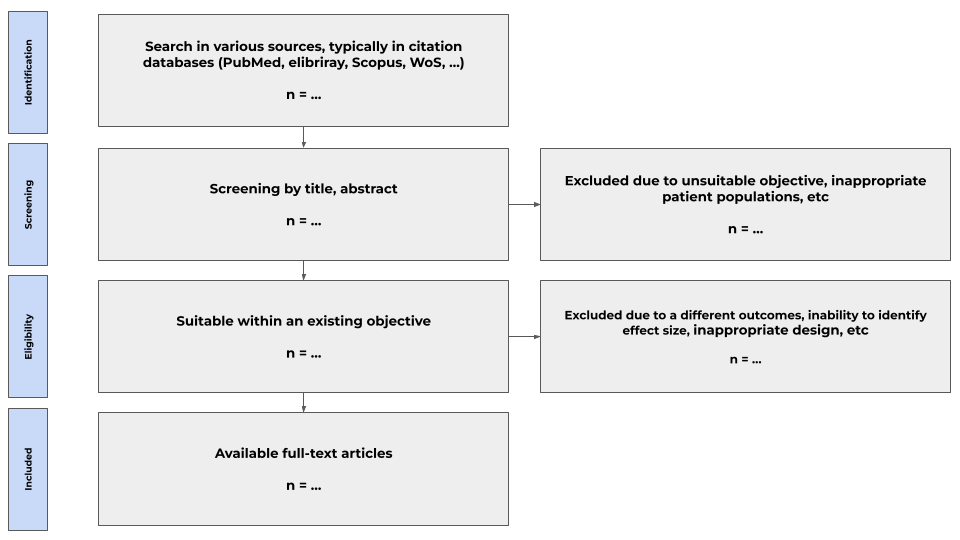 Identification
Search in various sources, typically in citation
databases (PubMed, elibriray, Scopus, WoS, ...)
n = ...
Screening
Screening by title, abstract
n = ...
Excluded due to unsuitable objective, inappropriate
patient populations, etc
n = ...
Eligibility
Suitable within an existing objective
n = ...
Excluded due to a different outcomes, inability to identify
effect size, inappropriate design, etc
n = ...
Included
Available full-text articles
n = ...